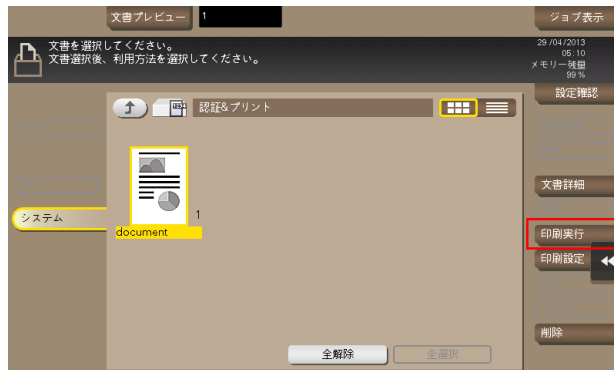 文書プレビュー
1
ジョブ表示
文書を選択してください。
文書選択後、利用方法を選択してください。
29/04/2013
05:10
メモリー残量
99 %
設定確認
認証&プリント
文書詳細
システム
1
document
印刷実行
印刷設定
削除
全解除
全選択